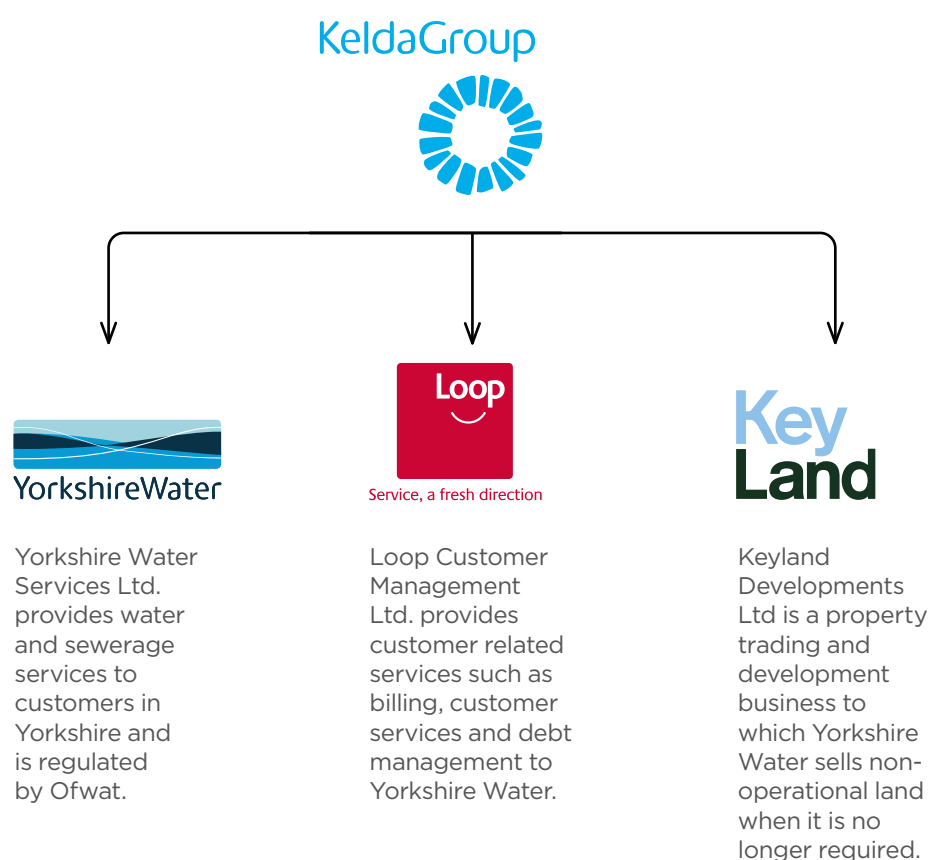 KeldaGroup
YorkshireWater
Yorkshire Water
Services Ltd.
provides water
and sewerage
services to
customers in
Yorkshire and
is regulated
by Ofwat.
Loop
Service, a fresh direction
Loop Customer
Management
Ltd. provides
customer related
services such as
billing, customer
services and debt
management to
Yorkshire Water.
Key
Land
Keyland
Developments
Ltd is a property
trading and
development
business to
which Yorkshire
Water sells non-
operational land
when it is no
longer required.